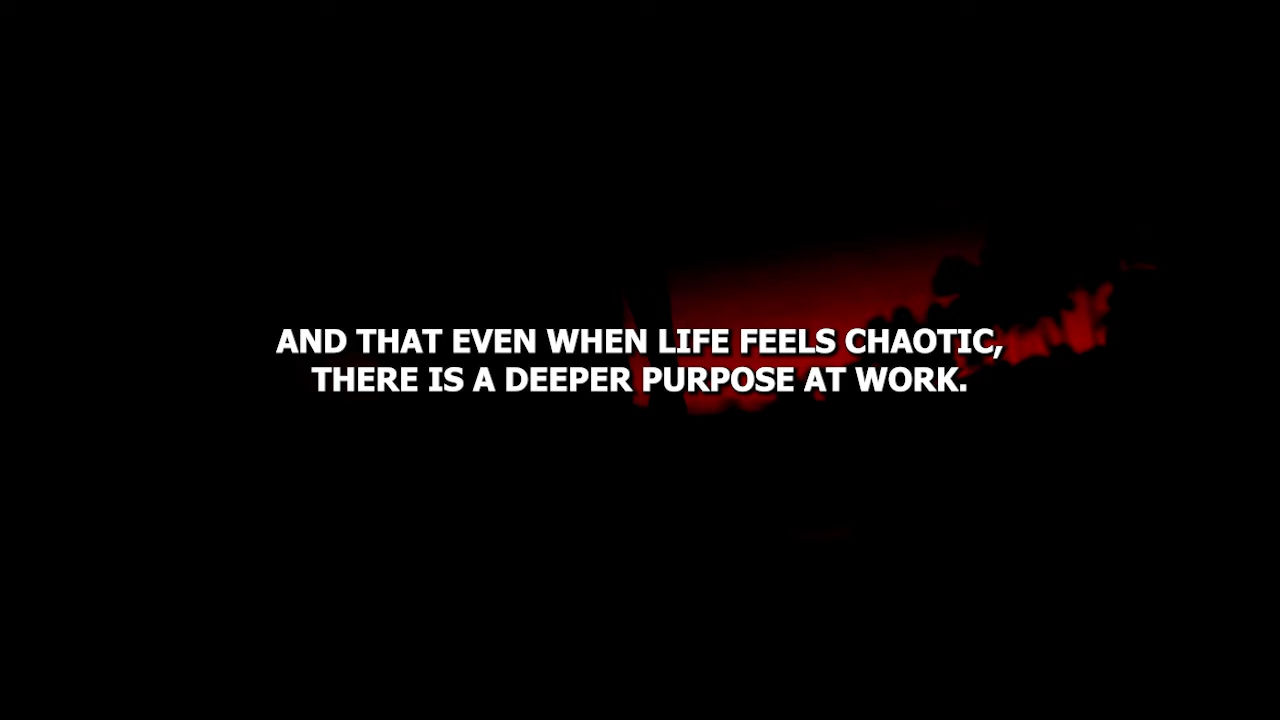 AND THAT EVEN WHEN LIFE FEELS CHAOTIC,
THERE IS A DEEPER PURPOSE AT WORK.